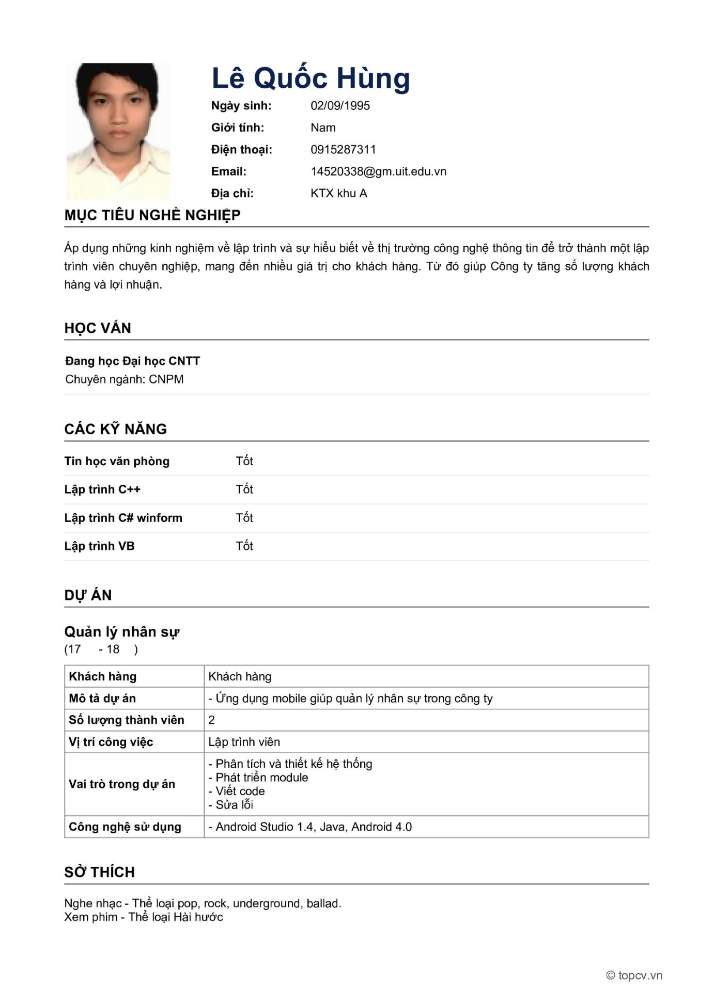 Lê Quốc Hùng
Ngày sinh: 02/09/1995
Giới tính: Nam
Điện thoại: 0915287311
Email: 14520338@gm.uit.edu.vn
Địa chỉ: KTX khu A
MỤC TIÊU NGHỀ NGHIỆP
Áp dụng những kinh nghiệm về lập trình và sự hiểu biết về thị trường công nghệ thông tin để trở thành một lập
trình viên chuyên nghiệp, mang đến nhiều giá trị cho khách hàng. Từ đó giúp Công ty tăng số lượng khách
hàng và lợi nhuận.
HỌC VẤN
Đang học Đại học CNTT
Chuyên ngành: CNPM
CÁC KỸ NĂNG
Tin học văn phòng Tốt
Lập trình C++ Tốt
Lập trình C# winform Tốt
Lập trình VB Tốt
DỰ ÁN
Quản lý nhân sự
(17 - 18 )
Khách hàng Khách hàng
Mô tả dự án - Ứng dụng mobile giúp quản lý nhân sự trong công ty
Số lượng thành viên 2
Vị trí công việc Lập trình viên
Vai trò trong dự án - Phân tích và thiết kế hệ thống
- Phát triển module
- Viết code
- Sửa lỗi
Công nghệ sử dụng - Android Studio 1.4, Java, Android 4.0
SỞ THÍCH
Nghe nhạc - Thể loại pop, rock, underground, ballad.
Xem phim - Thể loại Hài hước
© topcv.vn